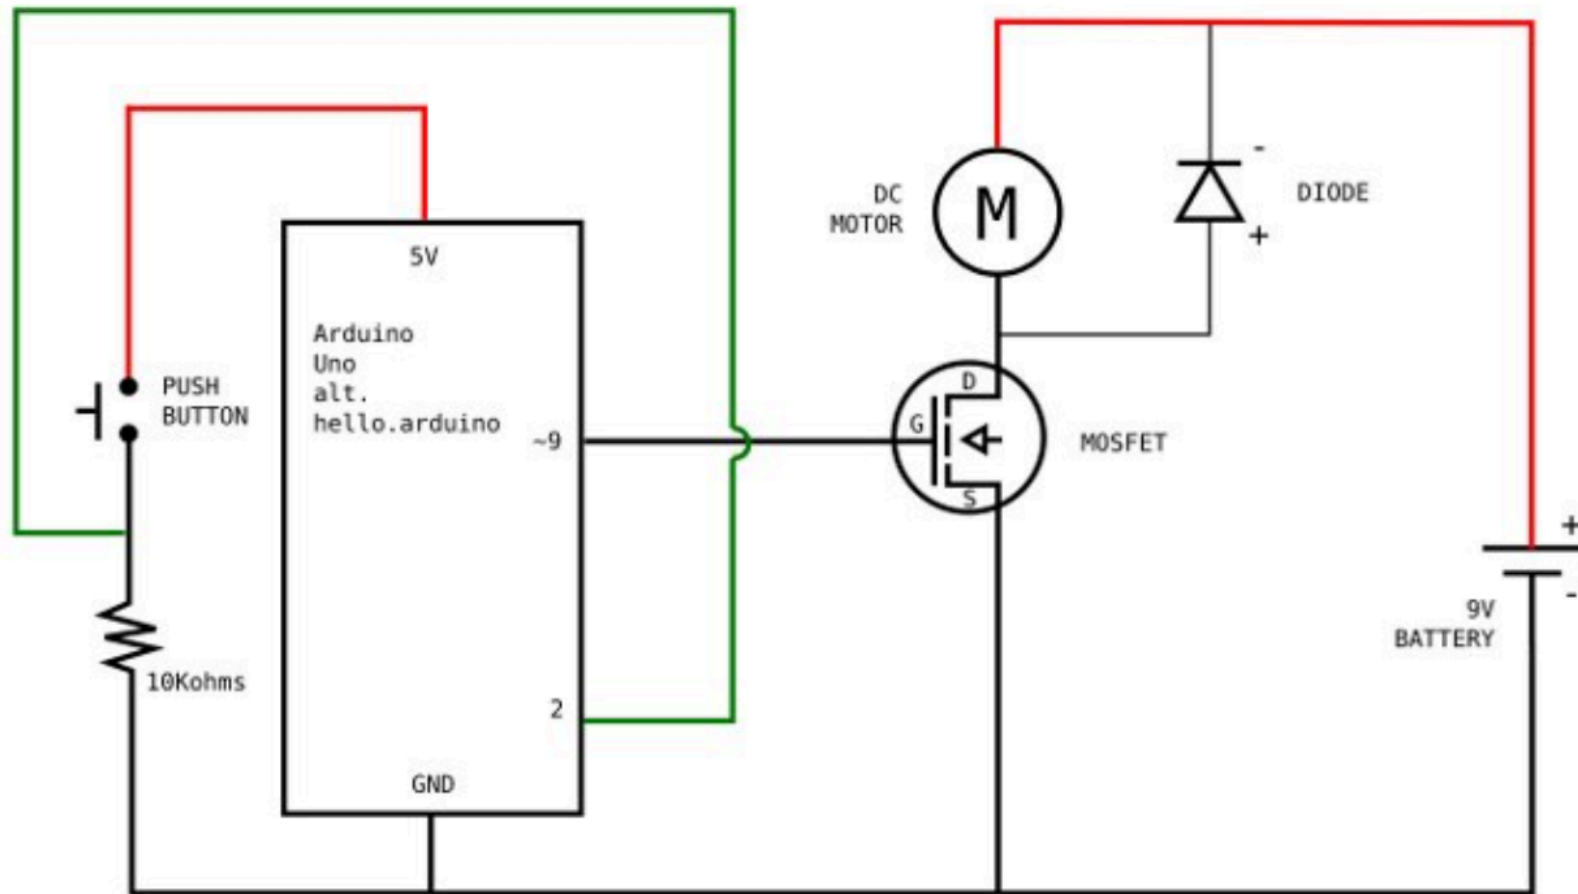 5V
Arduino
Uno
alt.
hello.arduino
~9
2
GND
PUSH
BUTTON
10Kohms
DC
MOTOR
M
-
+
DIODE
D
G
S
MOSFET
+
-
9V
BATTERY